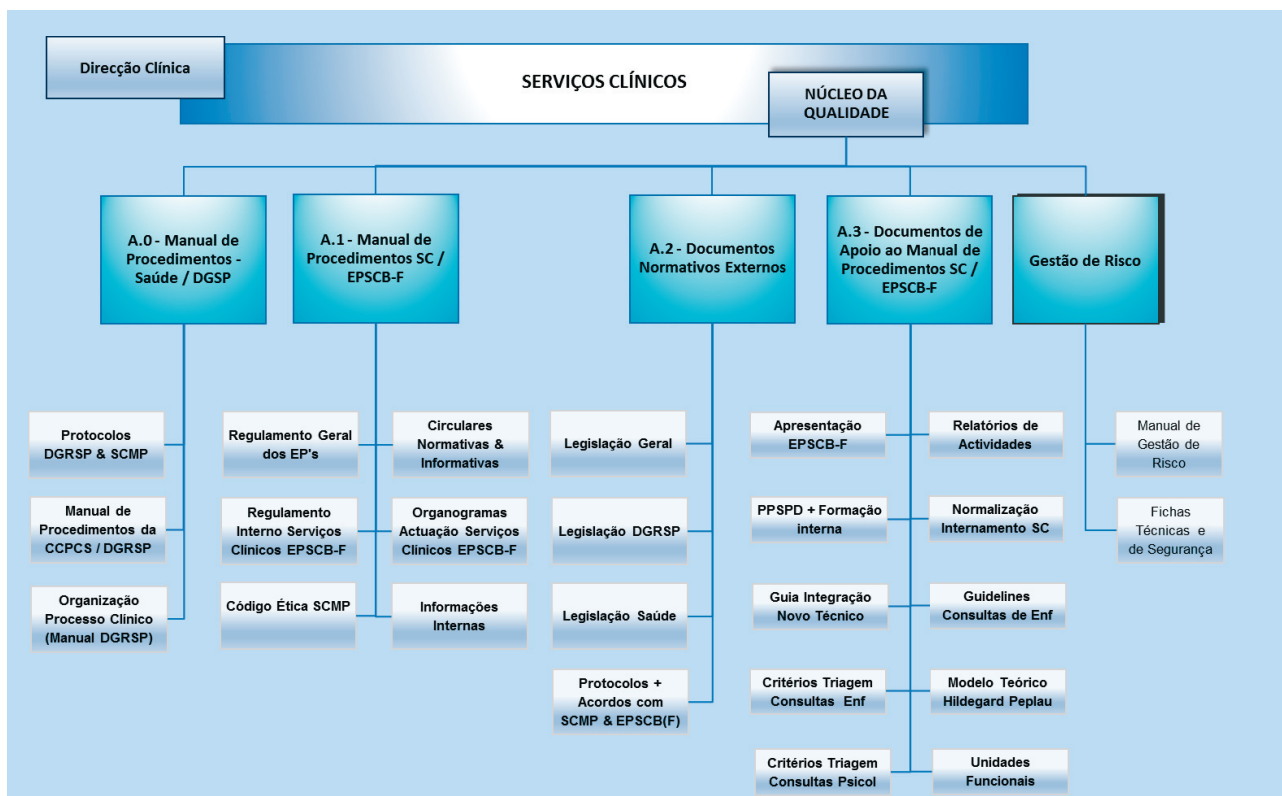 Direcção Clínica
SERVIÇOS CLÍNICOS
NÚCLEO DA
QUALIDADE
A.0 - Manual de
Procedimentos -
Saúde / DGSP
A.1 - Manual de
Procedimentos SC /
EPSCB-F
A.2 - Documentos
Normativos Externos
A.3 - Documentos de
Apoio ao Manual de
Procedimentos SC /
EPSCB-F
Gestão de Risco
Protocolos
DGRSP & SCMP
Manual de
Procedimentos da
CCPCS / DGRSP
Organização
Processo Clínico
(Manual DGRSP)
Regulamento Geral
dos EP's
Circulares
Normativas &
Informativas
Regulamento
Interno Serviços
Clínicos EPSCB-F
Organogramas
Actuação Serviços
Clínicos EPSCB-F
Código Ética SCMP
Informações
Internas
Legislação Geral
Legislação DGRSP
Legislação Saúde
Protocolos +
Acordos com
SCMP & EPSCB(F)
Apresentação
EPSCB-F
Relatórios de
Actividades
PPSPD + Formação
interna
Normalização
Internamento SC
Guia Integração
Novo Técnico
Guidelines
Consultas de Enf
Critérios Triagem
Consultas Enf
Modelo Teórico
Hildegard Peplau
Critérios Triagem
Consultas Psicol
Unidades
Funcionais
Manual de
Gestão de
Risco
Fichas
Técnicas e
de Segurança